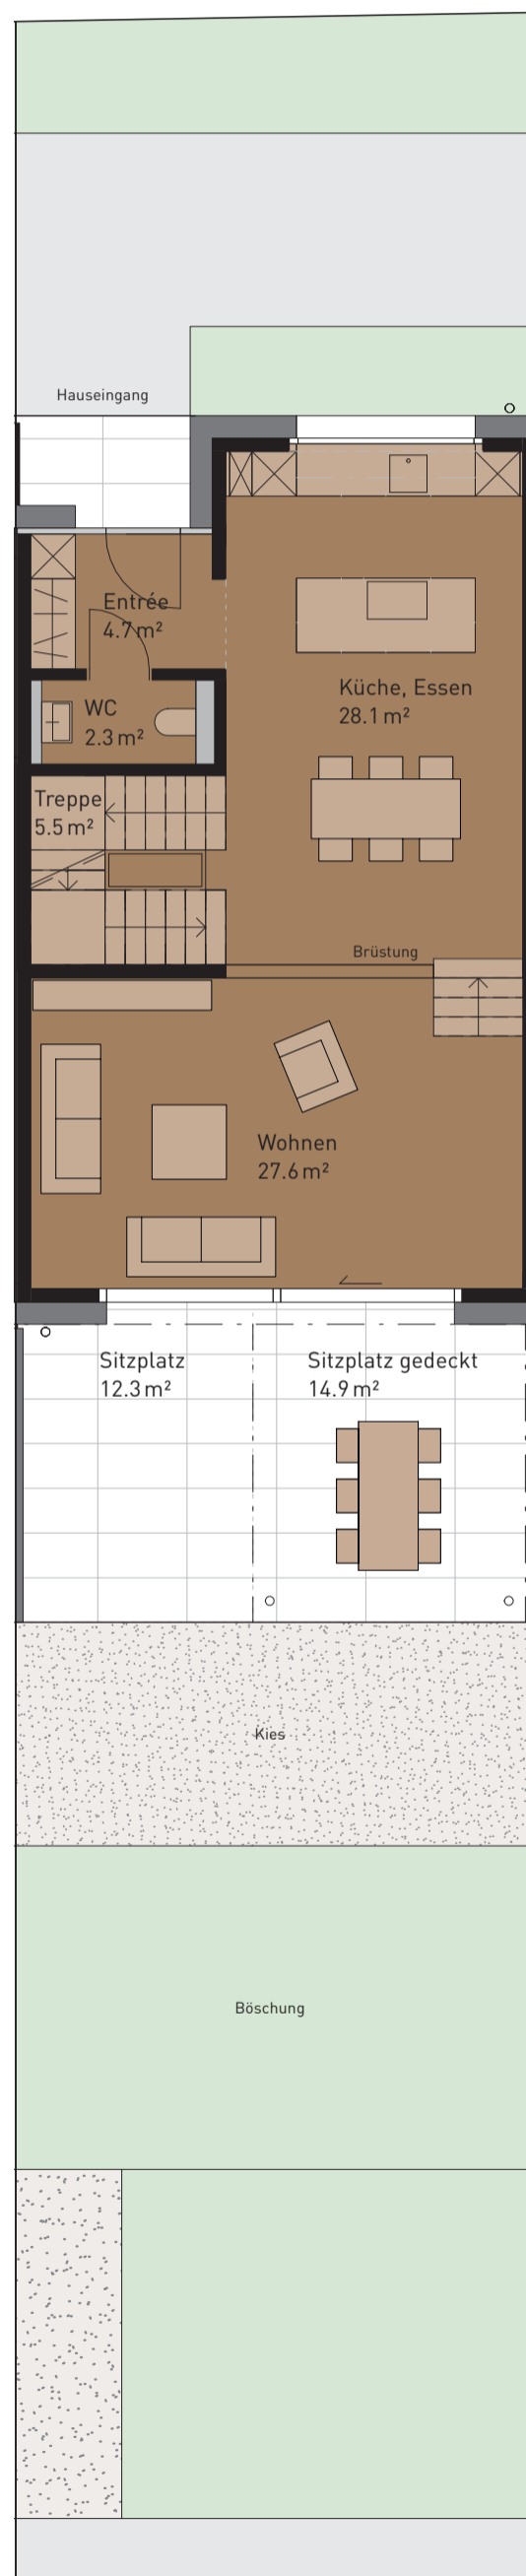 Hauseingang
Entrée
4.7 m²
Küche, Essen
28.1 m²
WC
2.3 m²
Treppe
5.5 m²
Brüstung
Wohnen
27.6 m²
Sitzplatz
12.3 m²
Sitzplatz gedeckt
14.9 m²
Kies
Böschung